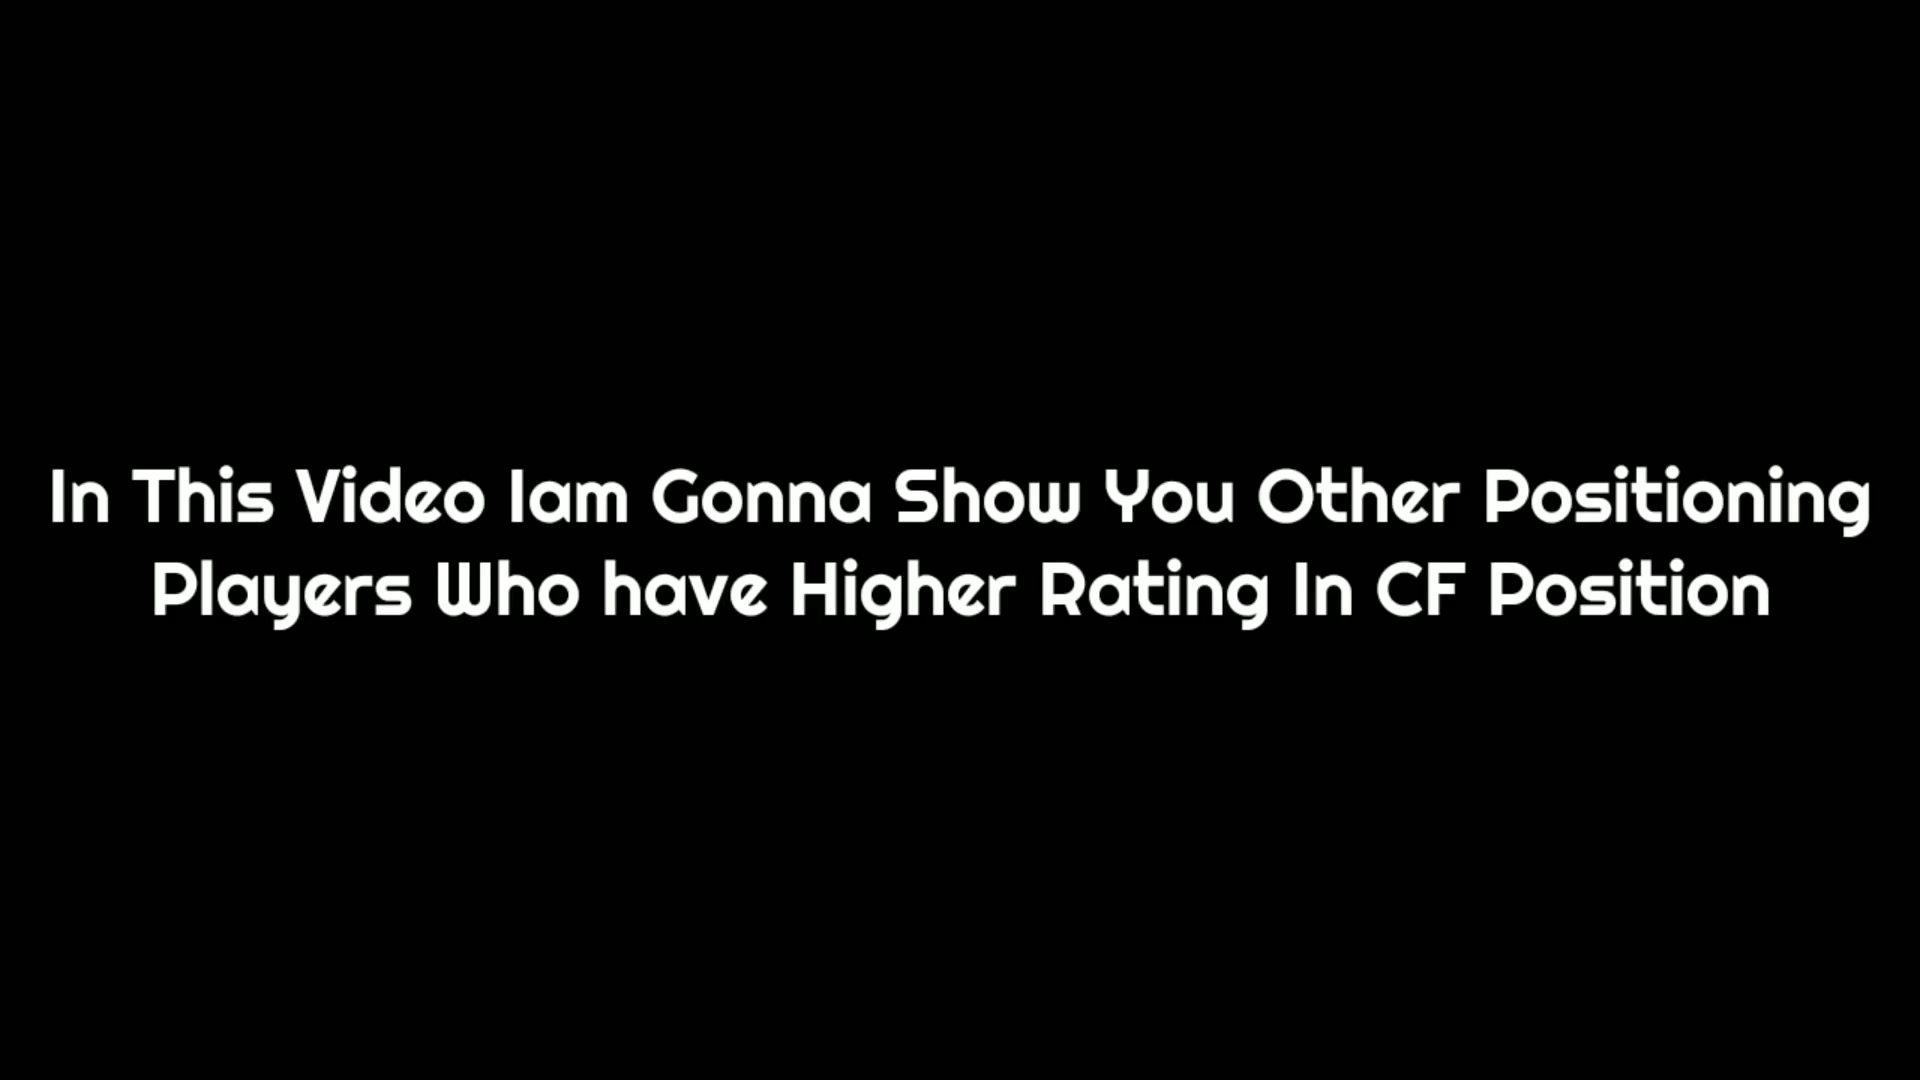 In This Video Iam Gonna Show You Other Positioning
Players Who have Higher Rating In CF Position